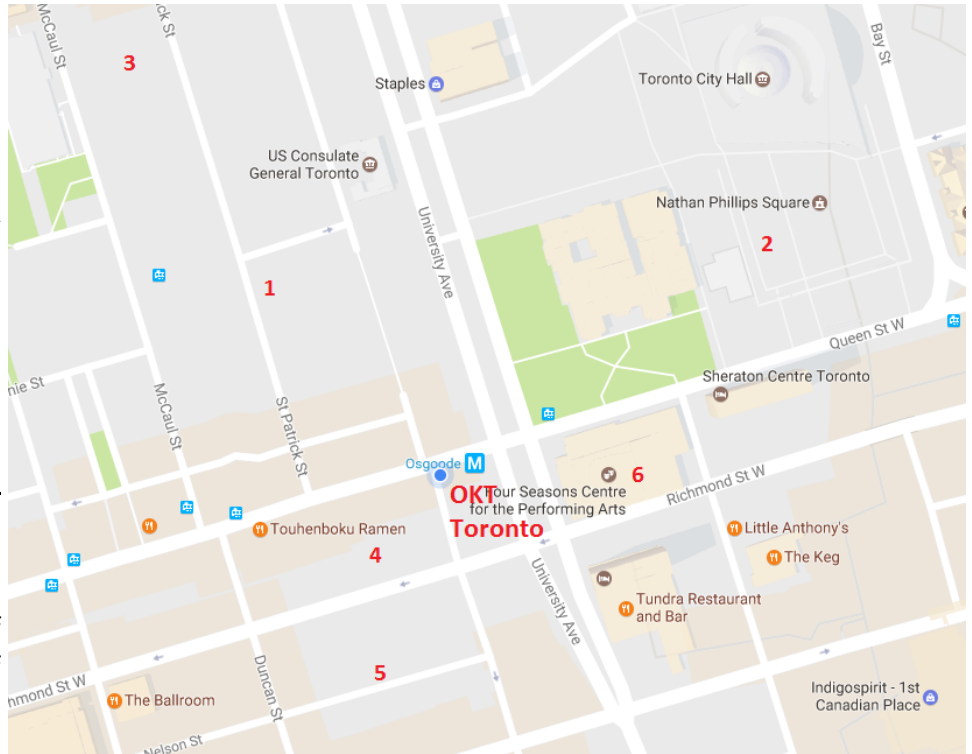 McCaul St
ck St
Bay St
3
Staples
Toronto City Hall
US Consulate
General Toronto
University Ave
Nathan Phillips Square
2
1
Queen St W
nie St
McCaul St
St Patrick St
Sheraton Centre Toronto
Osgoode
M
OKT
Toronto
Four Seasons Centre
for the Performing Arts
6
Richmond St W
Touhenboku Ramen
4
Little Anthony's
The Keg
University Ave
Tundra Restaurant
and Bar
Duncan St
5
hmond St W
The Ballroom
Nelson St
Indigospirit - 1st
Canadian Place